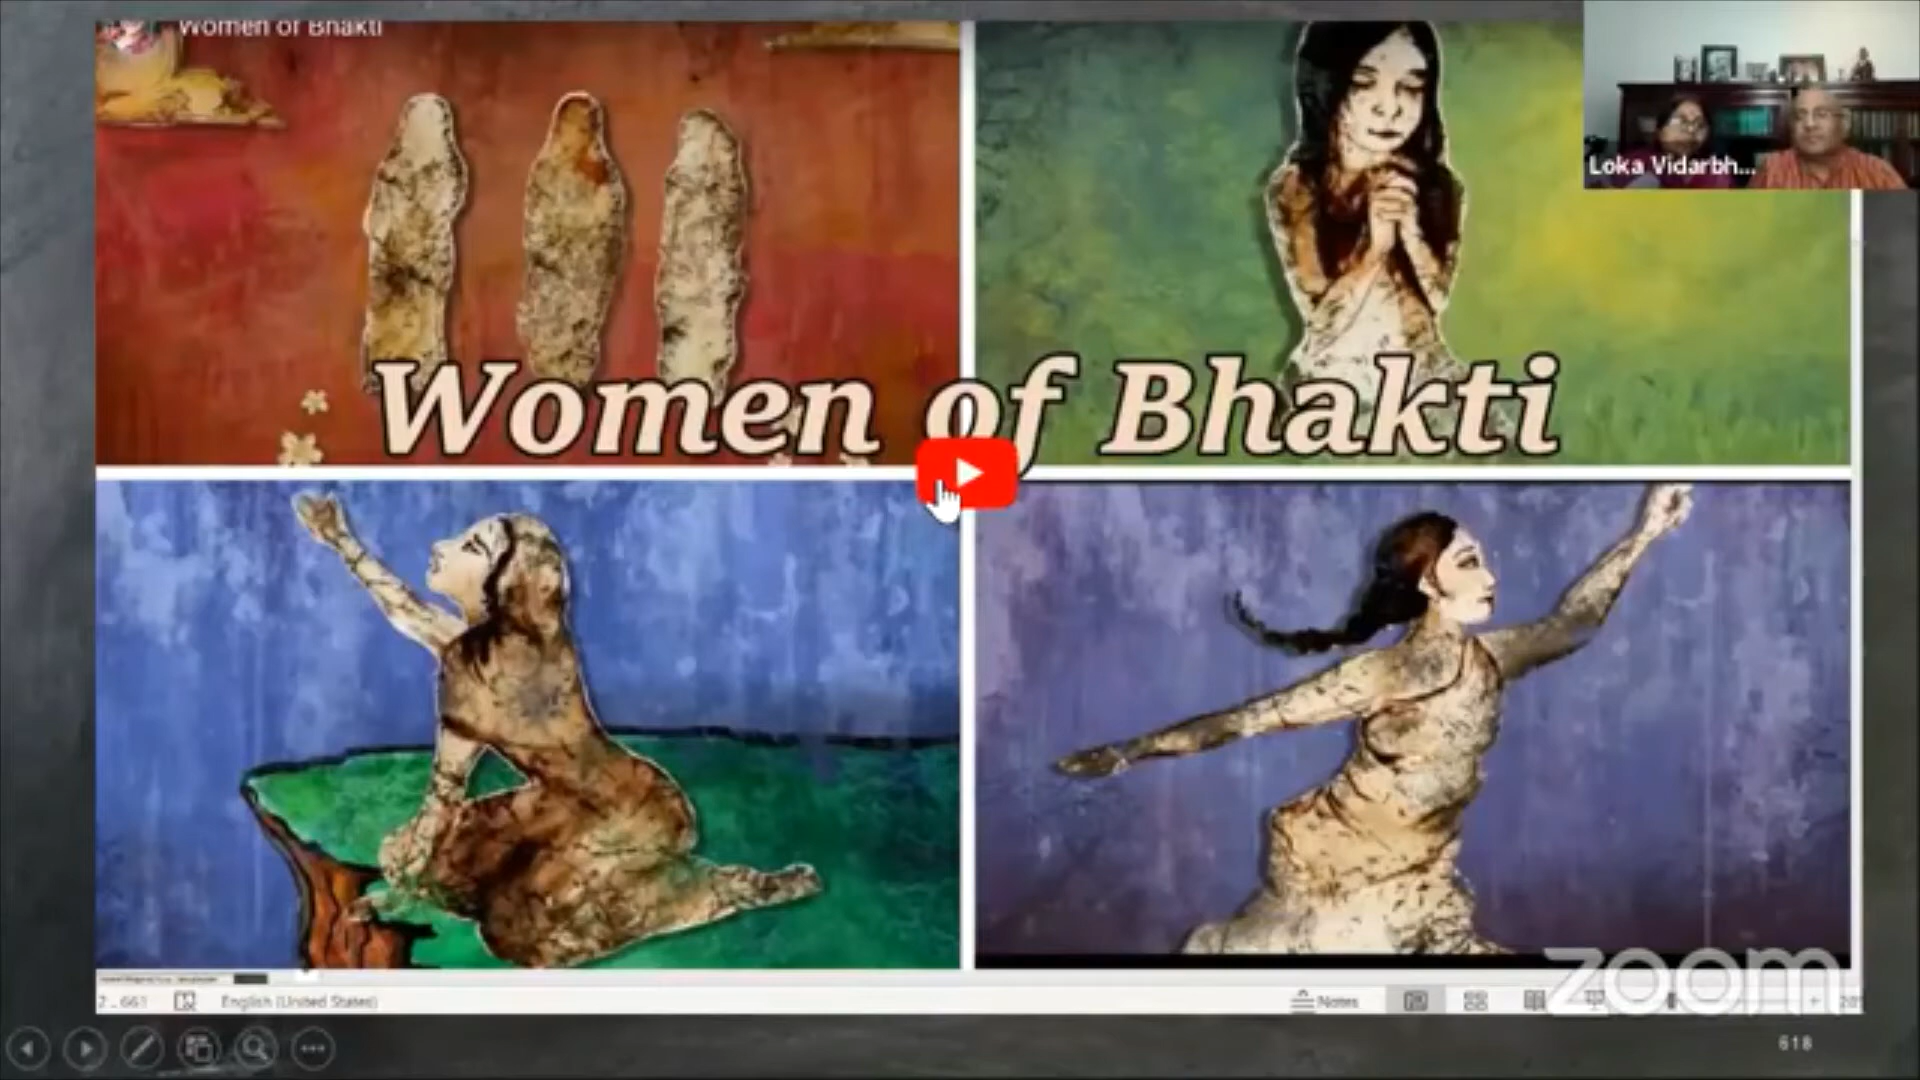 Women of Bhakti
Loka Vidarbh...
Women of Bhakti
zoom
English (United States)
Notes
618